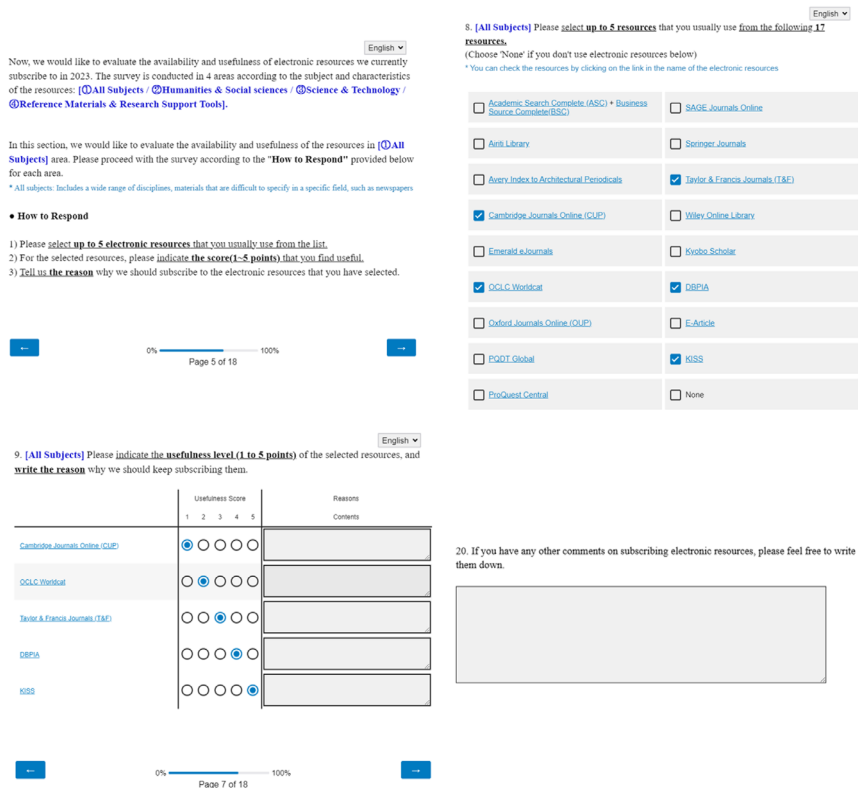 English
Now, we would like to evaluate the availability and usefulness of electronic resources we currently
subscribe to in 2023. The survey is conducted in 4 areas according to the subject and characteristics
of the resources: [①All Subjects / ②Humanities & Social sciences / ③Science & Technology /
④Reference Materials & Research Support Tools].
In this section, we would like to evaluate the availability and usefulness of the resources in [①All
Subjects] area. Please proceed with the survey according to the "How to Respond" provided below
for each area.
* All subjects: Includes a wide range of disciplines, materials that are difficult to specify in a specific field, such as newspapers
● How to Respond
1) Please select up to 5 electronic resources that you usually use from the list.
2) For the selected resources, please indicate the score(1~5 points) that you find useful.
3) Tell us the reason why we should subscribe to the electronic resources that you have selected.
←
0% 100%
→
Page 5 of 18
English
8. [All Subjects] Please select up to 5 resources that you usually use from the following 17
resources.
(Choose 'None' if you don't use electronic resources below)
* You can check the resources by clicking on the link in the name of the electronic resources
Academic Search Complete (ASC) + Business
Source Complete(BSC)
SAGE Journals Online
Airiti Library
Springer Journals
Avery Index to Architectural Periodicals
Taylor & Francis Journals (T&F)
Cambridge Journals Online (CUP)
Wiley Online Library
Emerald eJournals
Kyobo Scholar
OCLC Worldcat
DBPIA
Oxford Journals Online (OUP)
E-Article
PQDT Global
KISS
ProQuest Central
None
English
9. [All Subjects] Please indicate the usefulness level (1 to 5 points) of the selected resources, and
write the reason why we should keep subscribing them.
Usefulness Score Reasons
1 2 3 4 5 Contents
Cambridge Journals Online (CUP)
OCLC Worldcat
Taylor & Francis Journals (T&F)
DBPIA
KISS
←
0% 100%
→
Page 7 of 18
20. If you have any other comments on subscribing electronic resources, please feel free to write
them down.